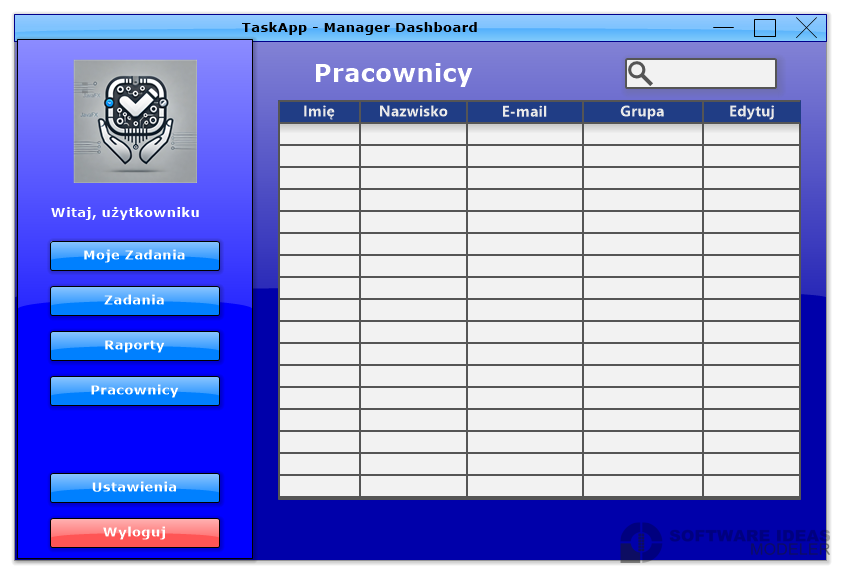 TaskApp - Manager Dashboard
Pracownicy
Imię Nazwisko E-mail Grupa Edytuj
Witaj, użytkowniku
Moje Zadania
Zadania
Raporty
Pracownicy
Ustawienia
Wyloguj
SOFTWARE IDEAS
MODELER